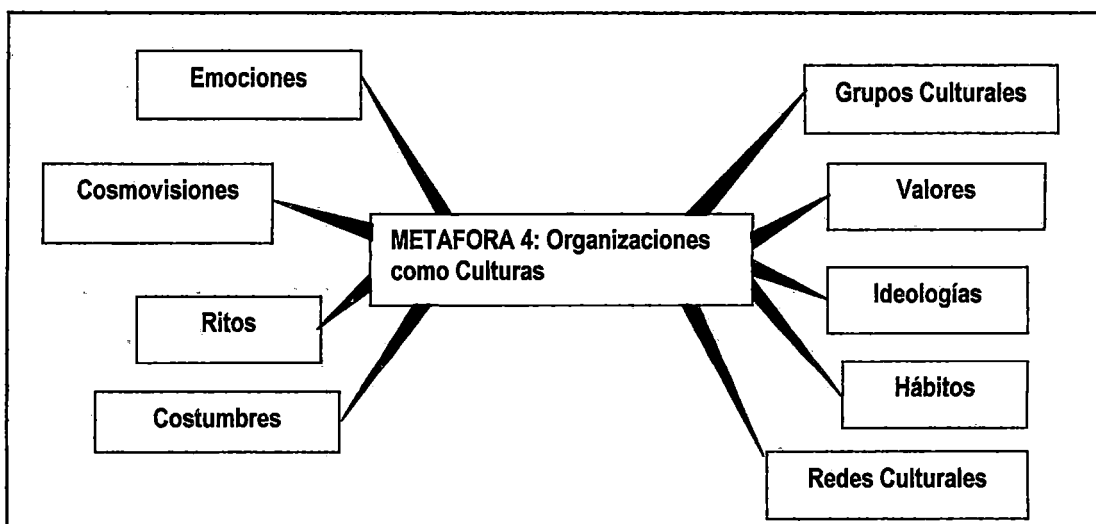 Emociones
Grupos Culturales
Cosmovisiones
Valores
METAFORA 4: Organizaciones
como Culturas
Ideologías
Ritos
Hábitos
Costumbres
Redes Culturales